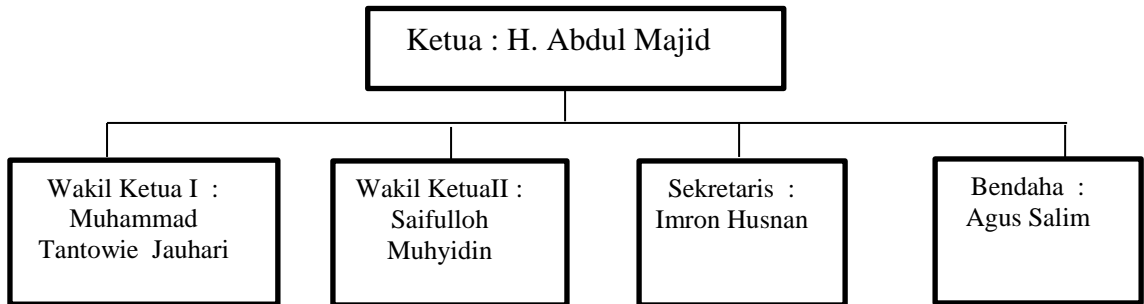 Ketua : H. Abdul Majid
Wakil Ketua I :
Muhammad
Tantowie Jauhari
Wakil KetuaII :
Saifulloh
Muhyidin
Sekretaris :
Imron Husnan
Bendaha :
Agus Salim